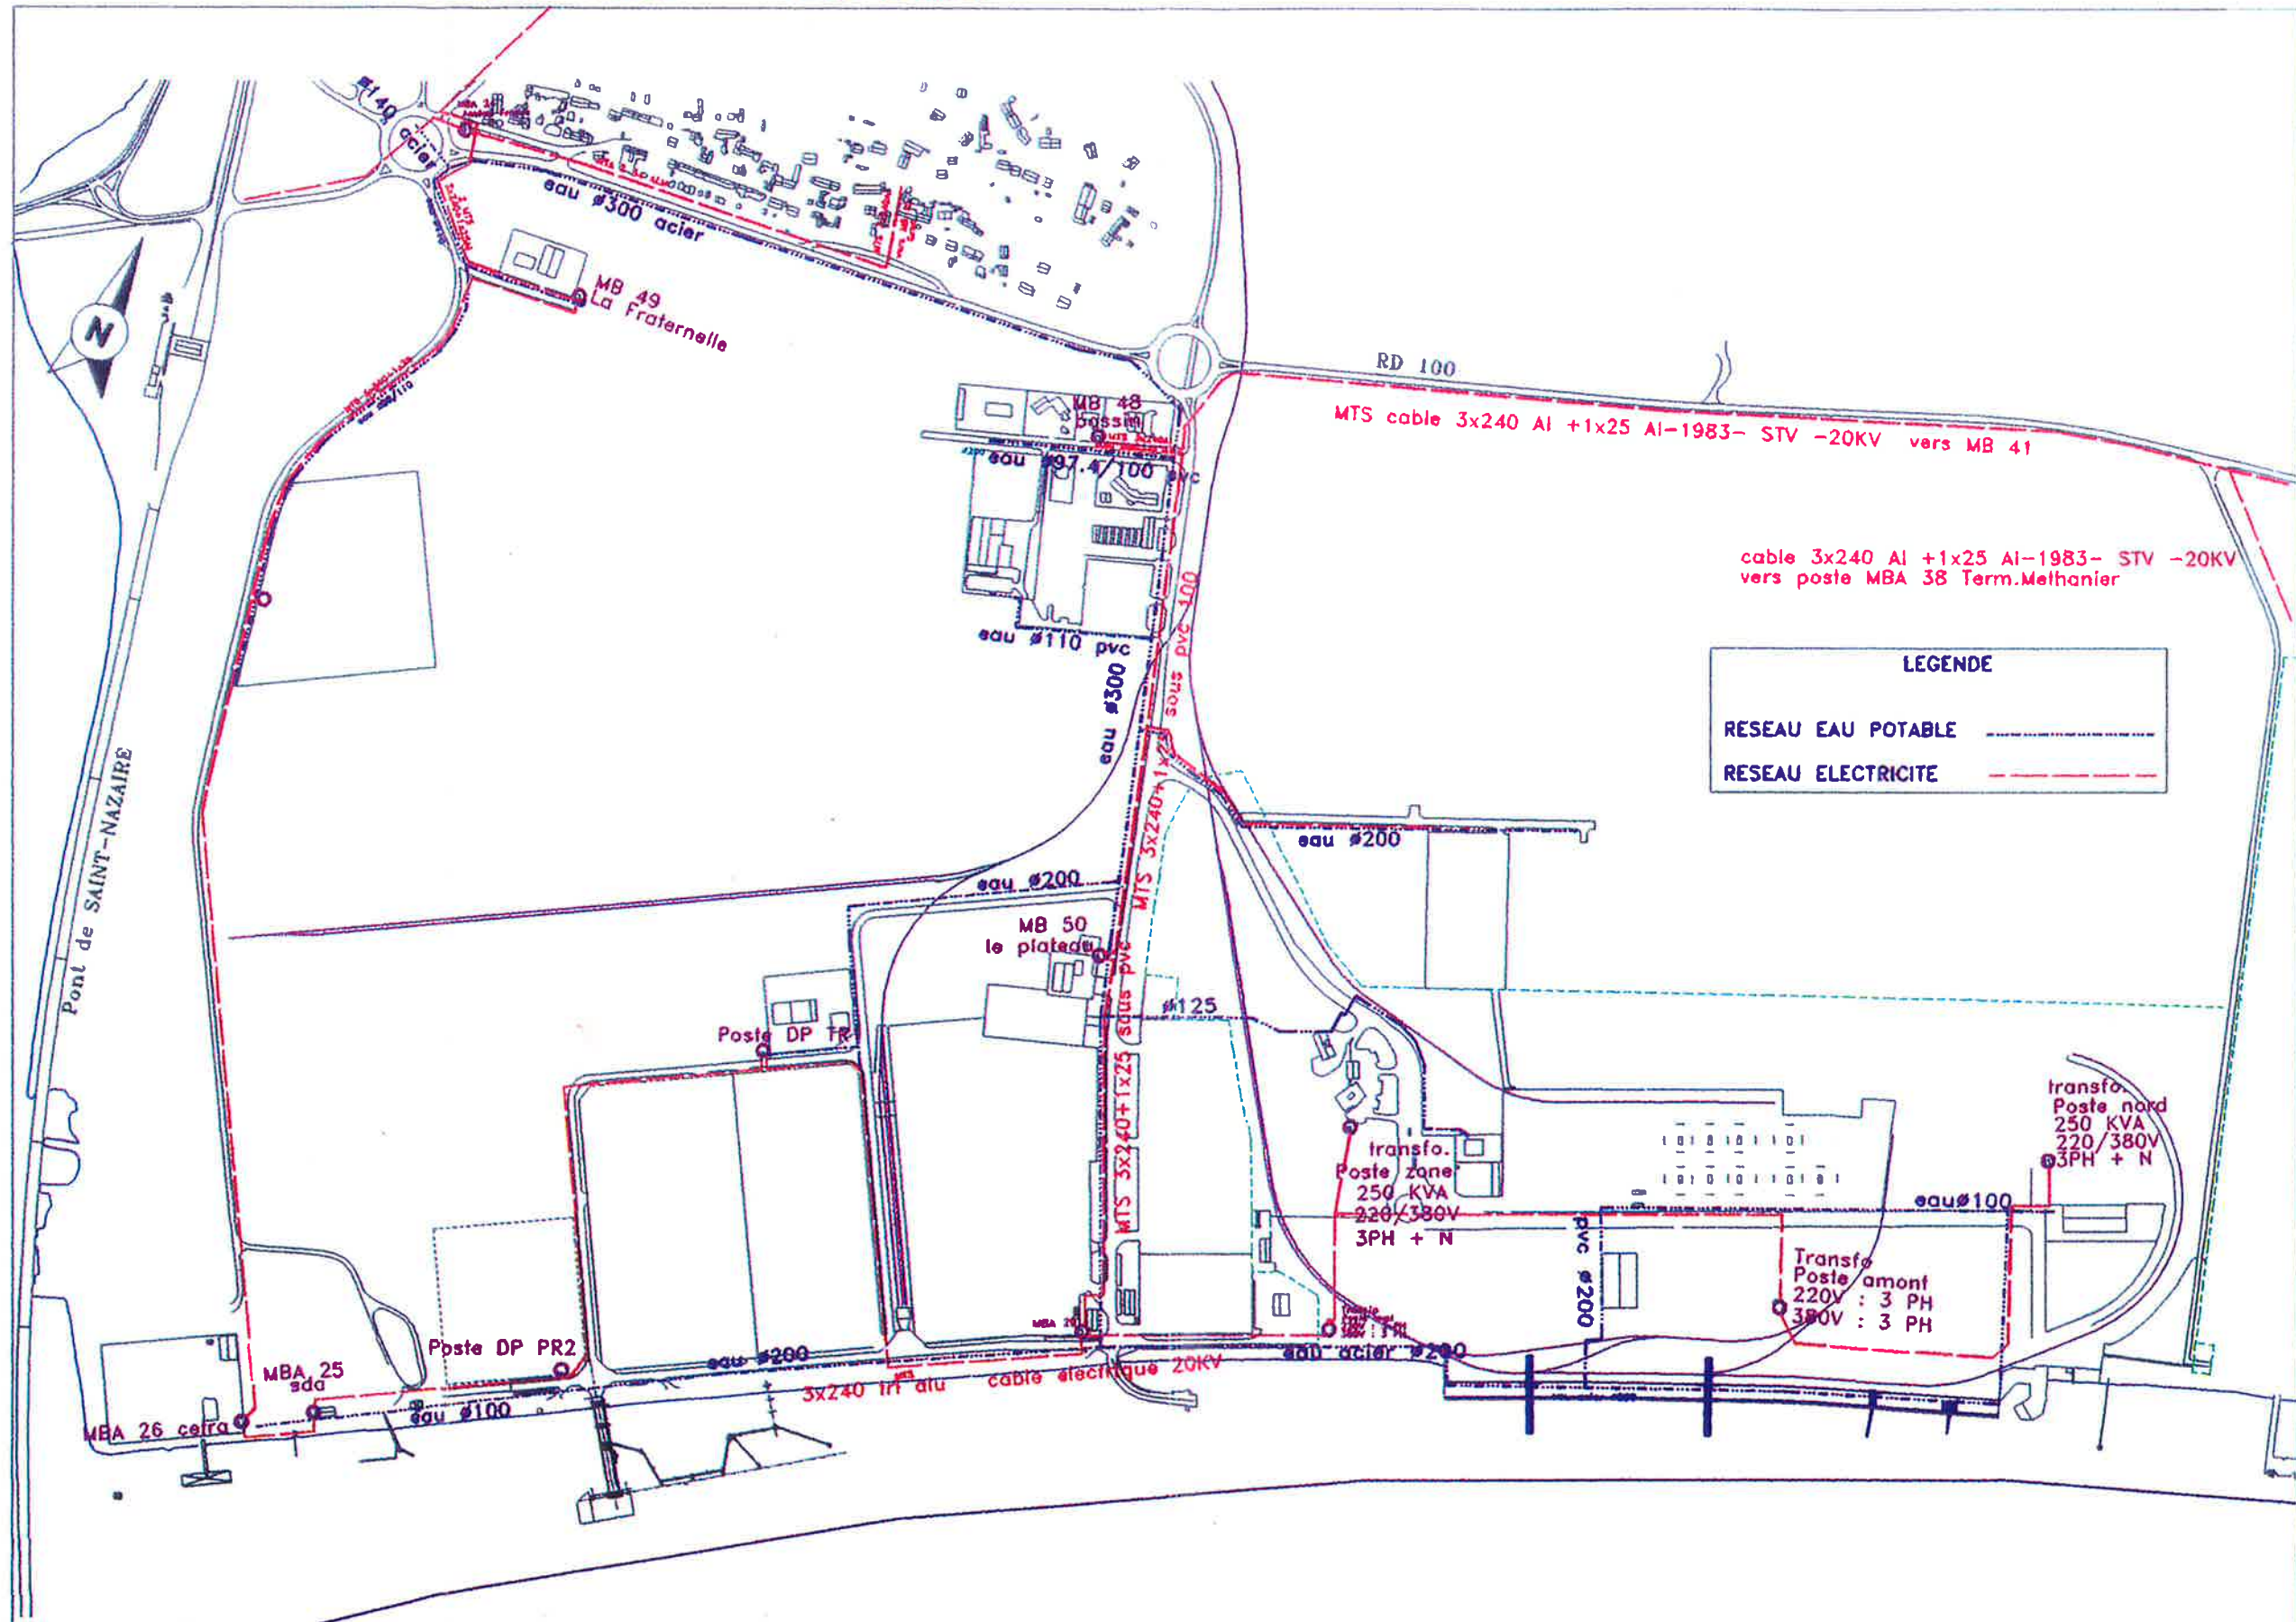 ø140
acier
eau ø300 acier
MB 49
La Fraternelle
N
RD 100
MTS cable 3x240 Al +1x25 Al-1983- STV -20KV vers MB 41
MB 48
bassin
eau ø97.4/100 pvc
cable 3x240 Al +1x25 Al-1983- STV -20KV
vers poste MBA 38 Term.Methanier
eau ø110 pvc
eau ø300
MTS 3x240+1x25 sous pvc 100
LEGENDE
RESEAU EAU POTABLE
RESEAU ELECTRICITE
Pont de SAINT-NAZAIRE
eau ø200
eau ø200
MB 50
le plateau
ø125
Poste DP TR
MTS 3x240+1x25 sous pvc
transfo.
Poste nord
250 KVA
220/380V
3PH + N
transfo.
Poste zone
250 KVA
220/380V
3PH + N
eauø100
pvc ø200
Transfo
Poste amont
220V : 3 PH
380V : 3 PH
Poste DP PR2
eau ø200
eau acier ø200
MBA 25
sda
3x240 tri alu cable electrique 20KV
eau ø100
MBA 26 cetra